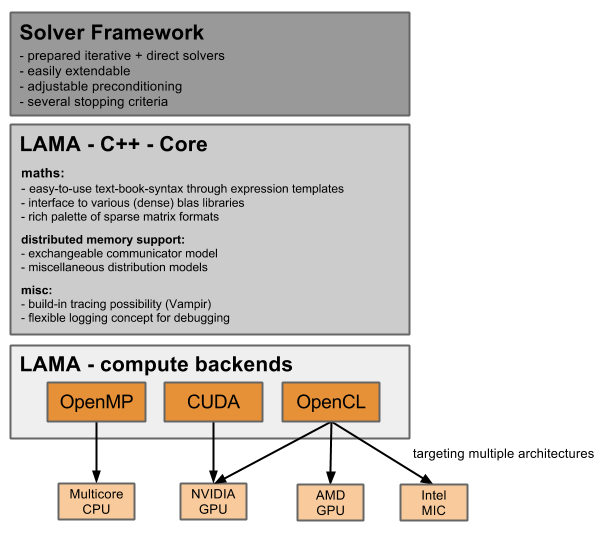 Solver Framework
- prepared iterative + direct solvers
- easily extendable
- adjustable preconditioning
- several stopping criteria
LAMA - C++ - Core
maths:
- easy-to-use text-book-syntax through expression templates
- interface to various (dense) blas libraries
- rich palette of sparse matrix formats
distributed memory support:
- exchangeable communicator model
- miscellaneous distribution models
misc:
- build-in tracing possibility (Vampir)
- flexible logging concept for debugging
LAMA - compute backends
OpenMP
CUDA
OpenCL
targeting multiple architectures
Multicore
CPU
NVIDIA
GPU
AMD
GPU
Intel
MIC